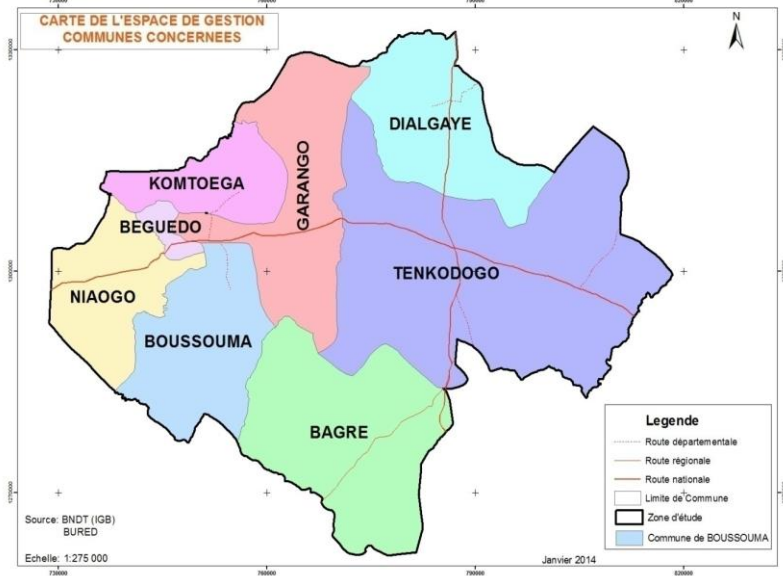 CARTE DE L'ESPACE DE GESTION
COMMUNES CONCERNEES
N
DIALGAYE
KOMTOEGA
GARANGO
BEGUEDO
TENKODOGO
NIAOGO
BOUSSOUMA
BAGRE
Legende
Route départementale
Route régionale
Route nationale
Limite de Commune
Zone d'étude
Commune de BOUSSOUMA
Source: BNDT (IGB)
BURED
Echelle: 1:275 000
Janvier 2014